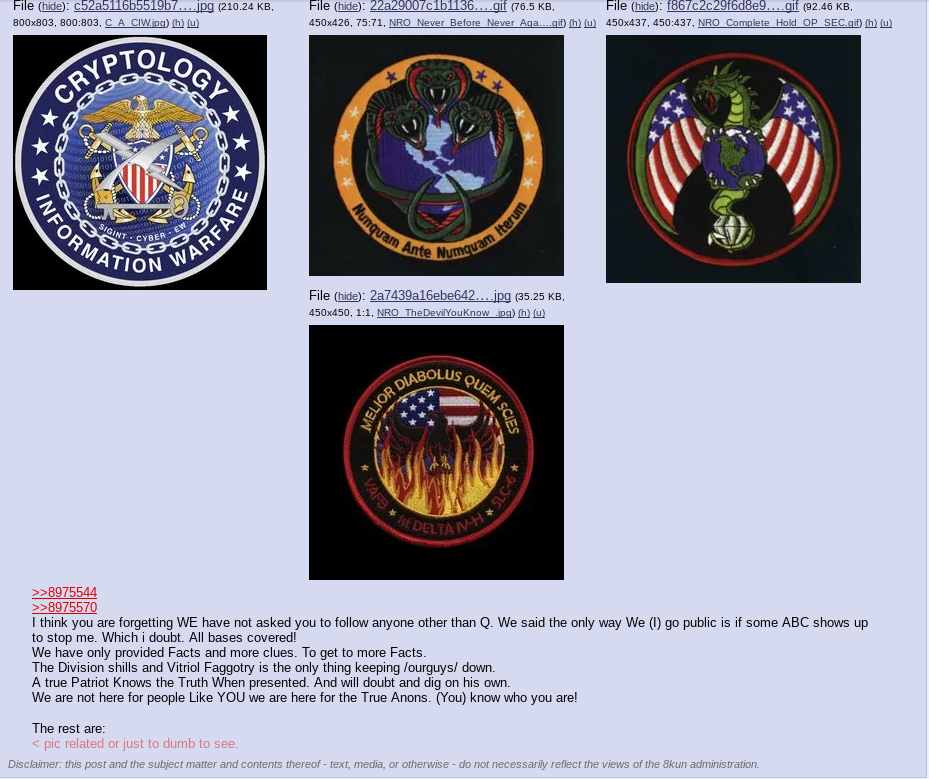 File (hide): c52a5116b5519b7….jpg (210.24 KB,
800x803, 800:803, C_A_CIW.jpg) (h) (u)
File (hide): 22a29007c1b1136….gif (76.5 KB,
450x426, 75:71, NRO_Never_Before_Never_Aga….gif) (h) (u)
File (hide): f867c2c29f6d8e9….gif (92.46 KB,
450x437, 450:437, NRO_Complete_Hold_OP_SEC.gif) (h) (u)
CRYPTOLOGY
SIGINT · CYBER · EW
INFORMATION WARFARE
Numquam Ante Numquam Iterum
File (hide): 2a7439a16ebe642….jpg (35.25 KB,
450x450, 1:1, NRO_TheDevilYouKnow_.jpg) (h) (u)
MELIOR DIABOLUS QUEM SCIES
VAFB ★ 1st DELTA IV-H ★ SLC-6
>>8975544
>>8975570
I think you are forgetting WE have not asked you to follow anyone other than Q. We said the only way We (I) go public is if some ABC shows up
to stop me. Which i doubt. All bases covered!
We have only provided Facts and more clues. To get to more Facts.
The Division shills and Vitriol Faggotry is the only thing keeping /ourguys/ down.
A true Patriot Knows the Truth When presented. And will doubt and dig on his own.
We are not here for people Like YOU we are here for the True Anons. (You) know who you are!
The rest are:
< pic related or just to dumb to see.
Disclaimer: this post and the subject matter and contents thereof - text, media, or otherwise - do not necessarily reflect the views of the 8kun administration.